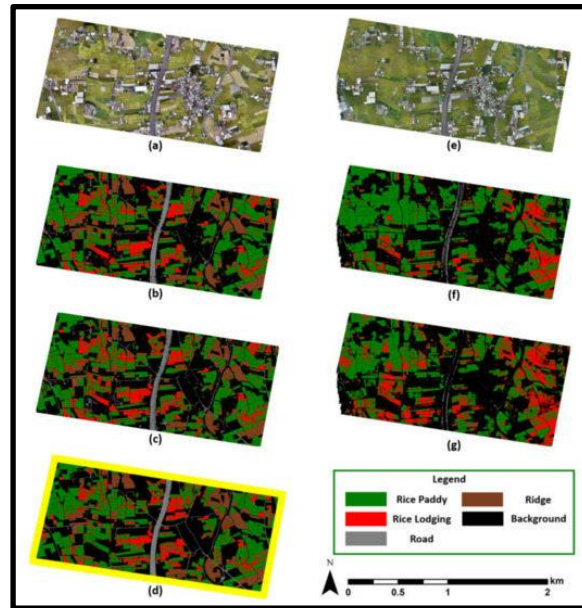 (a)
(e)
(b)
(f)
(c)
(g)
(d)
Legend
Rice Paddy
Ridge
Rice Lodging
Background
Road
N
km
0 0.5 1 2